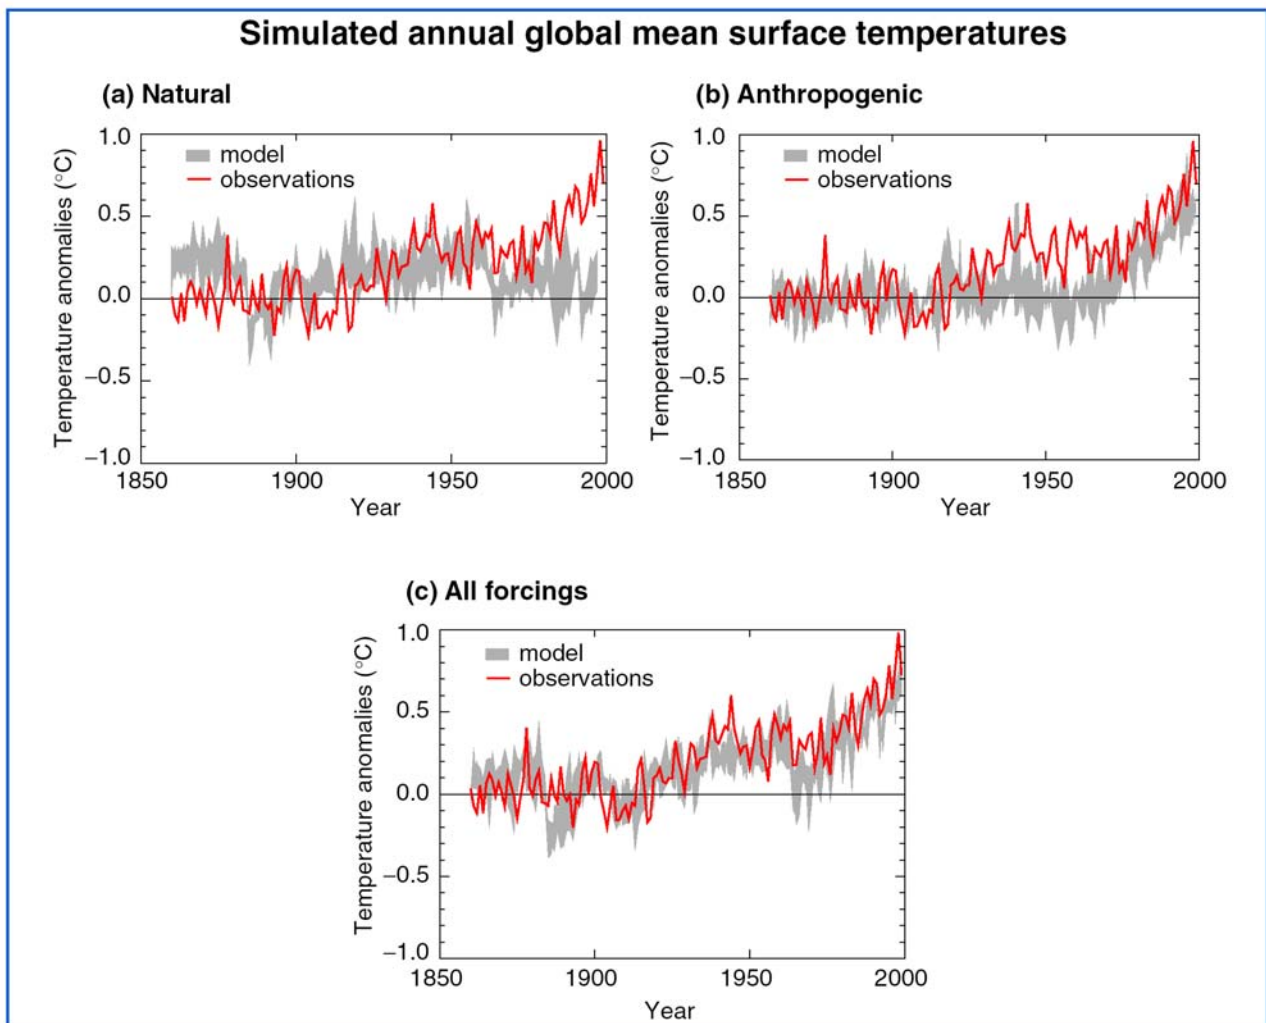 Simulated annual global mean surface temperatures
(a) Natural
Temperature anomalies (°C)
1.0
0.5
0.0
−0.5
−1.0
model
observations
1850
1900
1950
2000
Year
(b) Anthropogenic
Temperature anomalies (°C)
1.0
0.5
0.0
−0.5
−1.0
model
observations
1850
1900
1950
2000
Year
(c) All forcings
Temperature anomalies (°C)
1.0
0.5
0.0
−0.5
−1.0
model
observations
1850
1900
1950
2000
Year